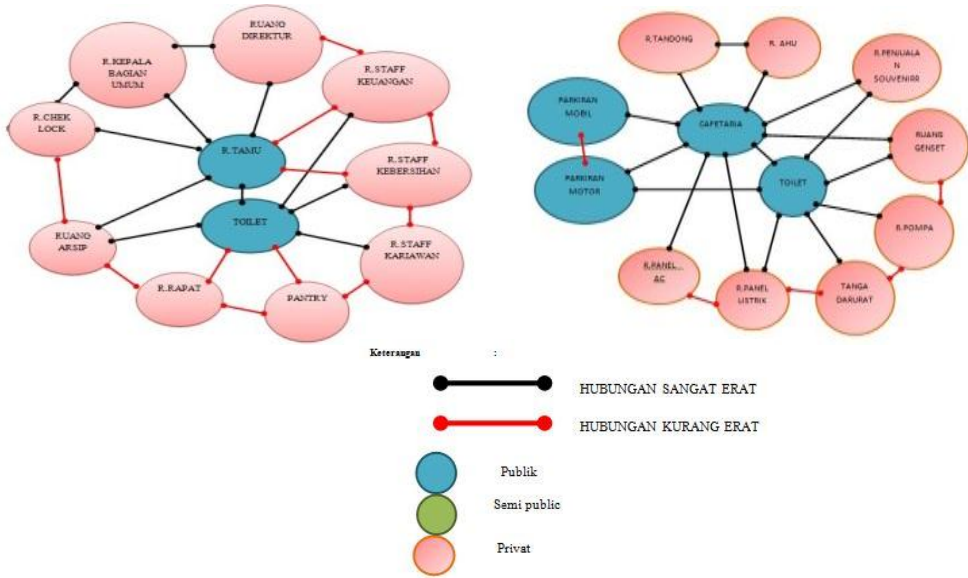 RUANG
DIREKTUR
R.KEPALA
BAGIAN
UMUM
R.STAFF
KEUANGAN
R.CHEK
LOCK
R.TAMU
R.STAFF
KEBERSIHAN
TOILET
RUANG
ARSIP
R.STAFF
KARIAWAN
R.RAPAT
PANTRY
R.TANDONG
R. AHU
R.PENJUALA
N
SOUVENIRR
PARKIRAN
MOBIL
CAFETARIA
RUANG
GENSET
PARKIRAN
MOTOR
TOILET
R.POMPA
R.PANEL
AC
R.PANEL
LISTRIK
TANGA
DARURAT
Keterangan :
HUBUNGAN SANGAT ERAT
HUBUNGAN KURANG ERAT
Publik
Semi public
Privat